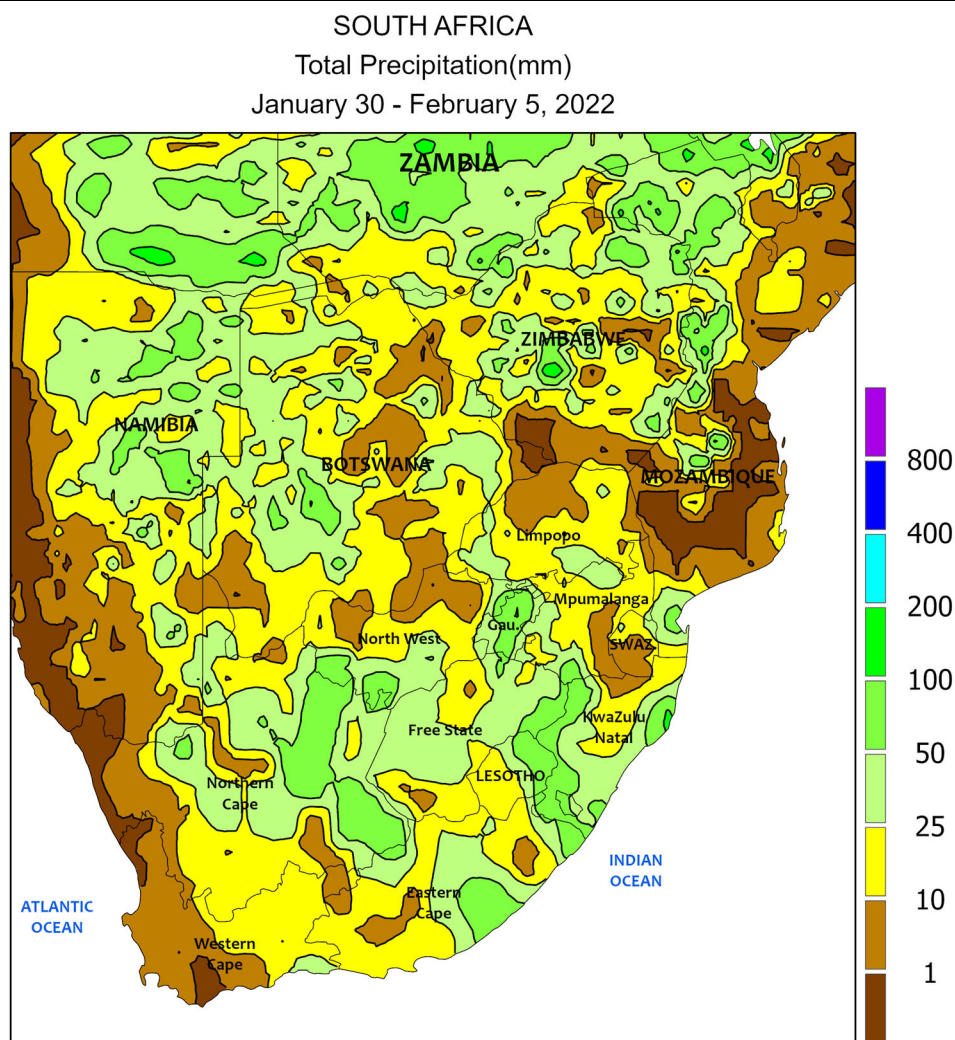 SOUTH AFRICA
Total Precipitation(mm)
January 30 - February 5, 2022
ZAMBIA
ZIMBABWE
NAMIBIA
BOTSWANA
MOZAMBIQUE
Limpopo
Mpumalanga
Gau.
North West
SWAZ.
Free State
KwaZulu
Natal
LESOTHO
Northern
Cape
Eastern
Cape
Western
Cape
ATLANTIC
OCEAN
INDIAN
OCEAN
800
400
200
100
50
25
10
1